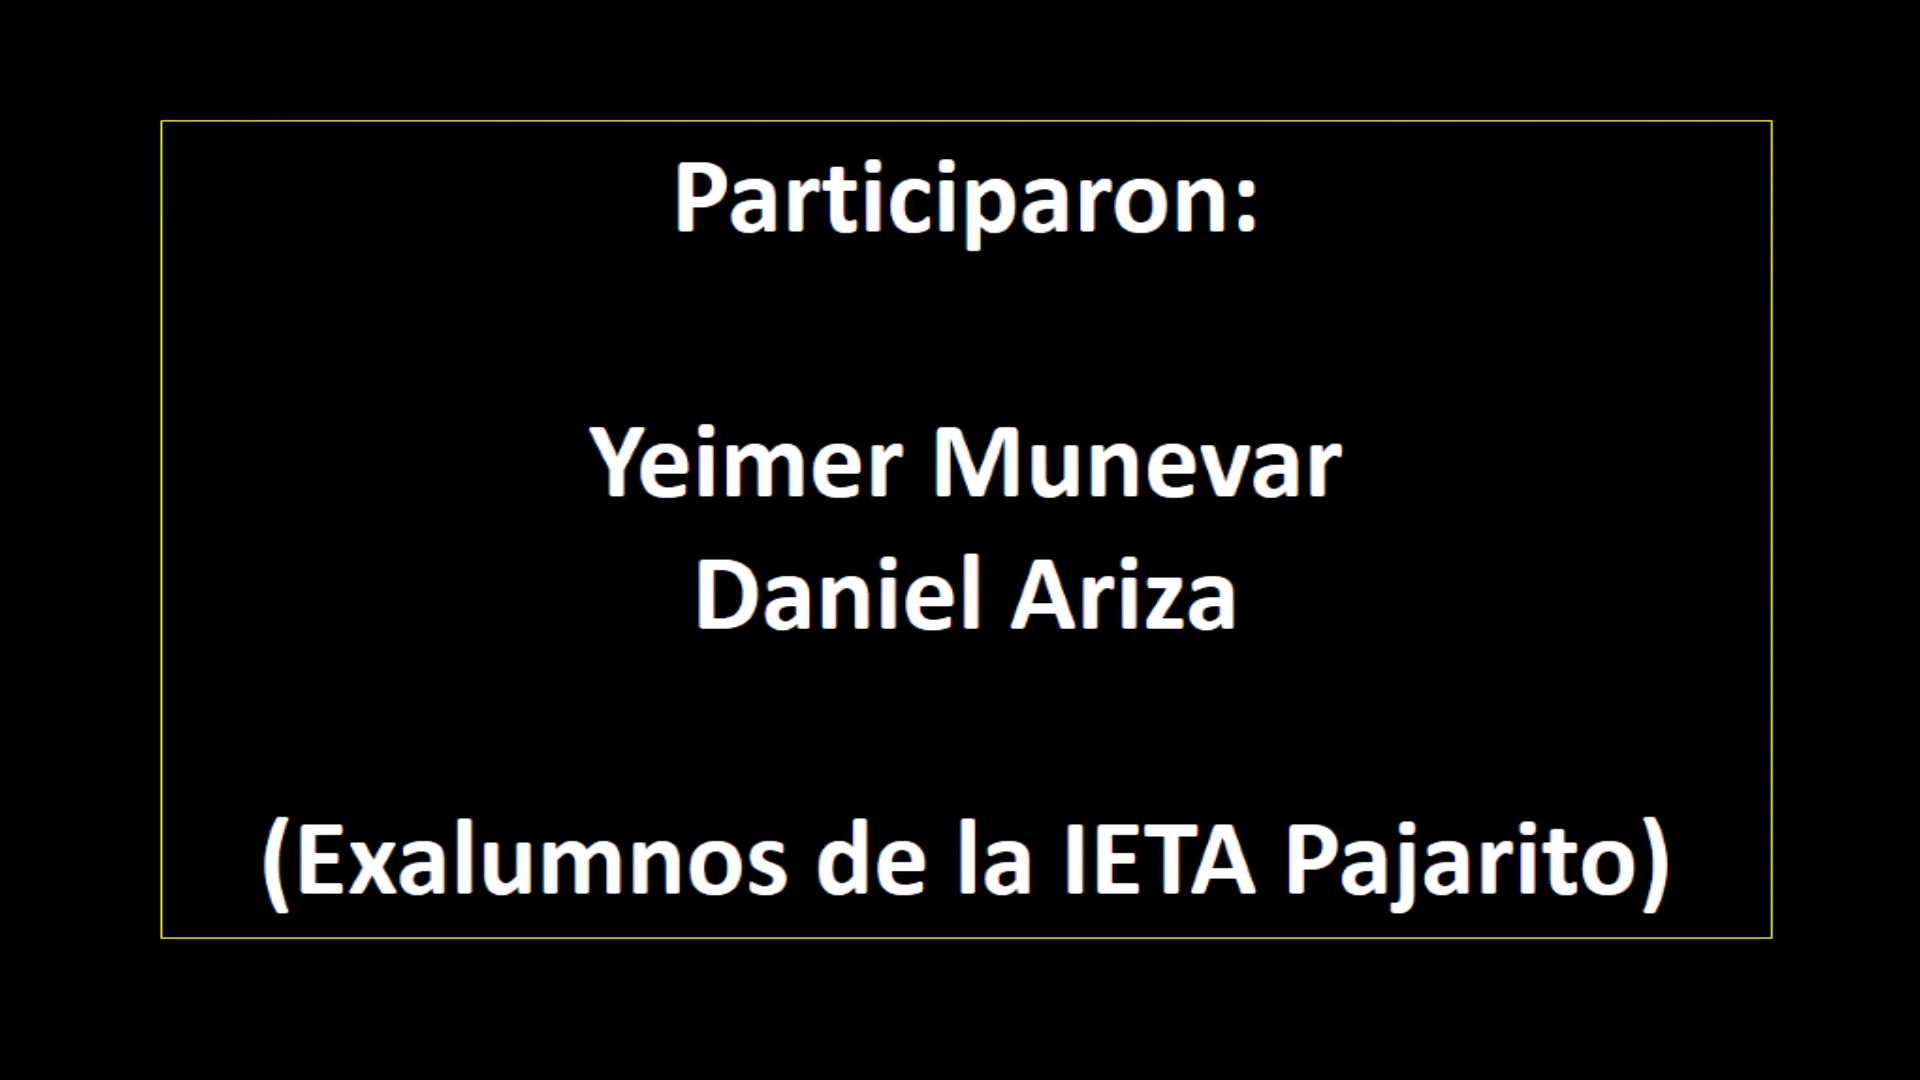 Participaron:
Yeimer Munevar
Daniel Ariza
(Exalumnos de la IETA Pajarito)